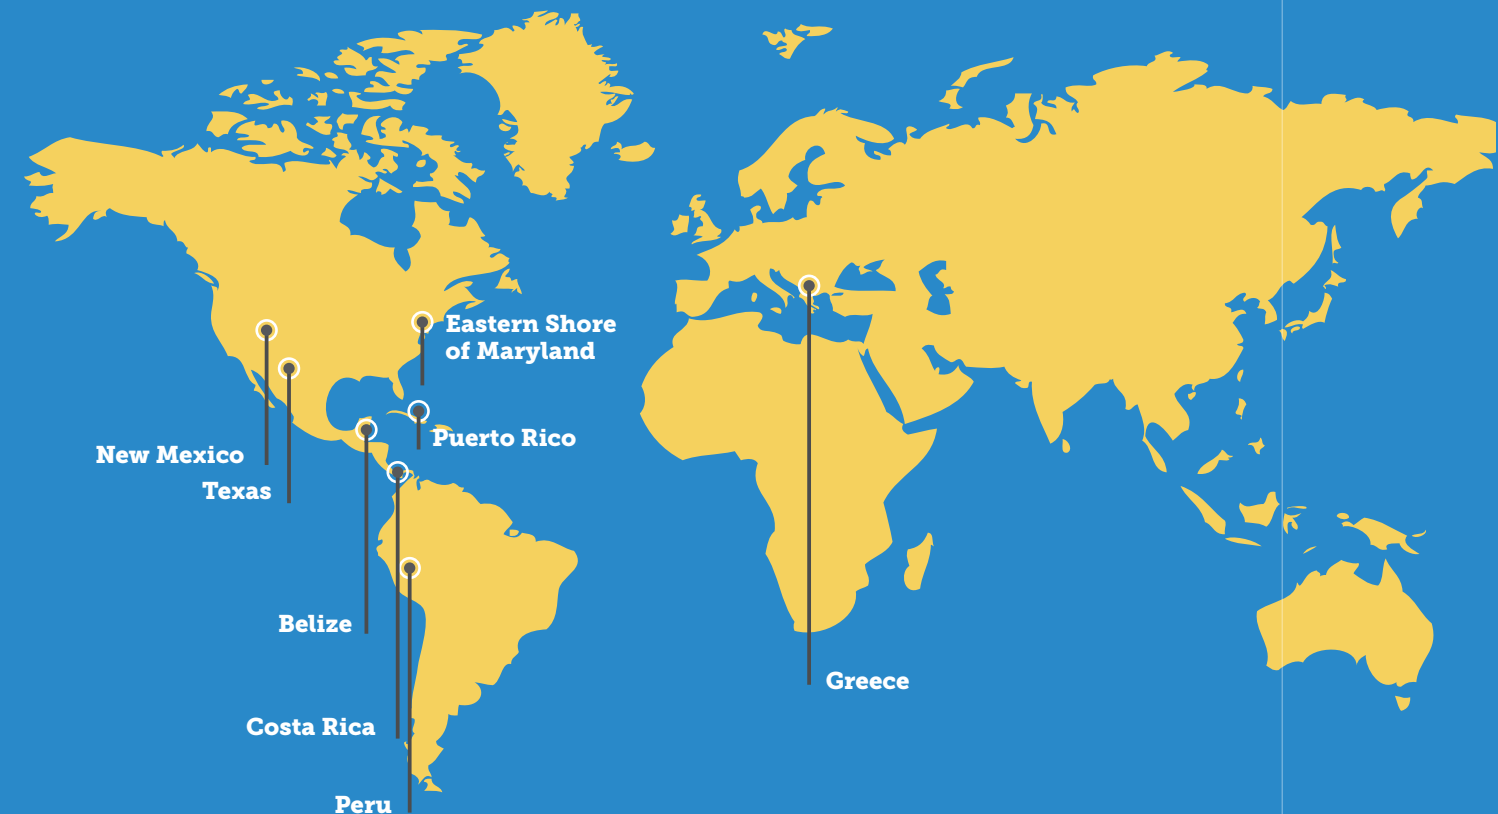 Eastern Shore
of Maryland
Puerto Rico
New Mexico
Texas
Belize
Greece
Costa Rica
Peru